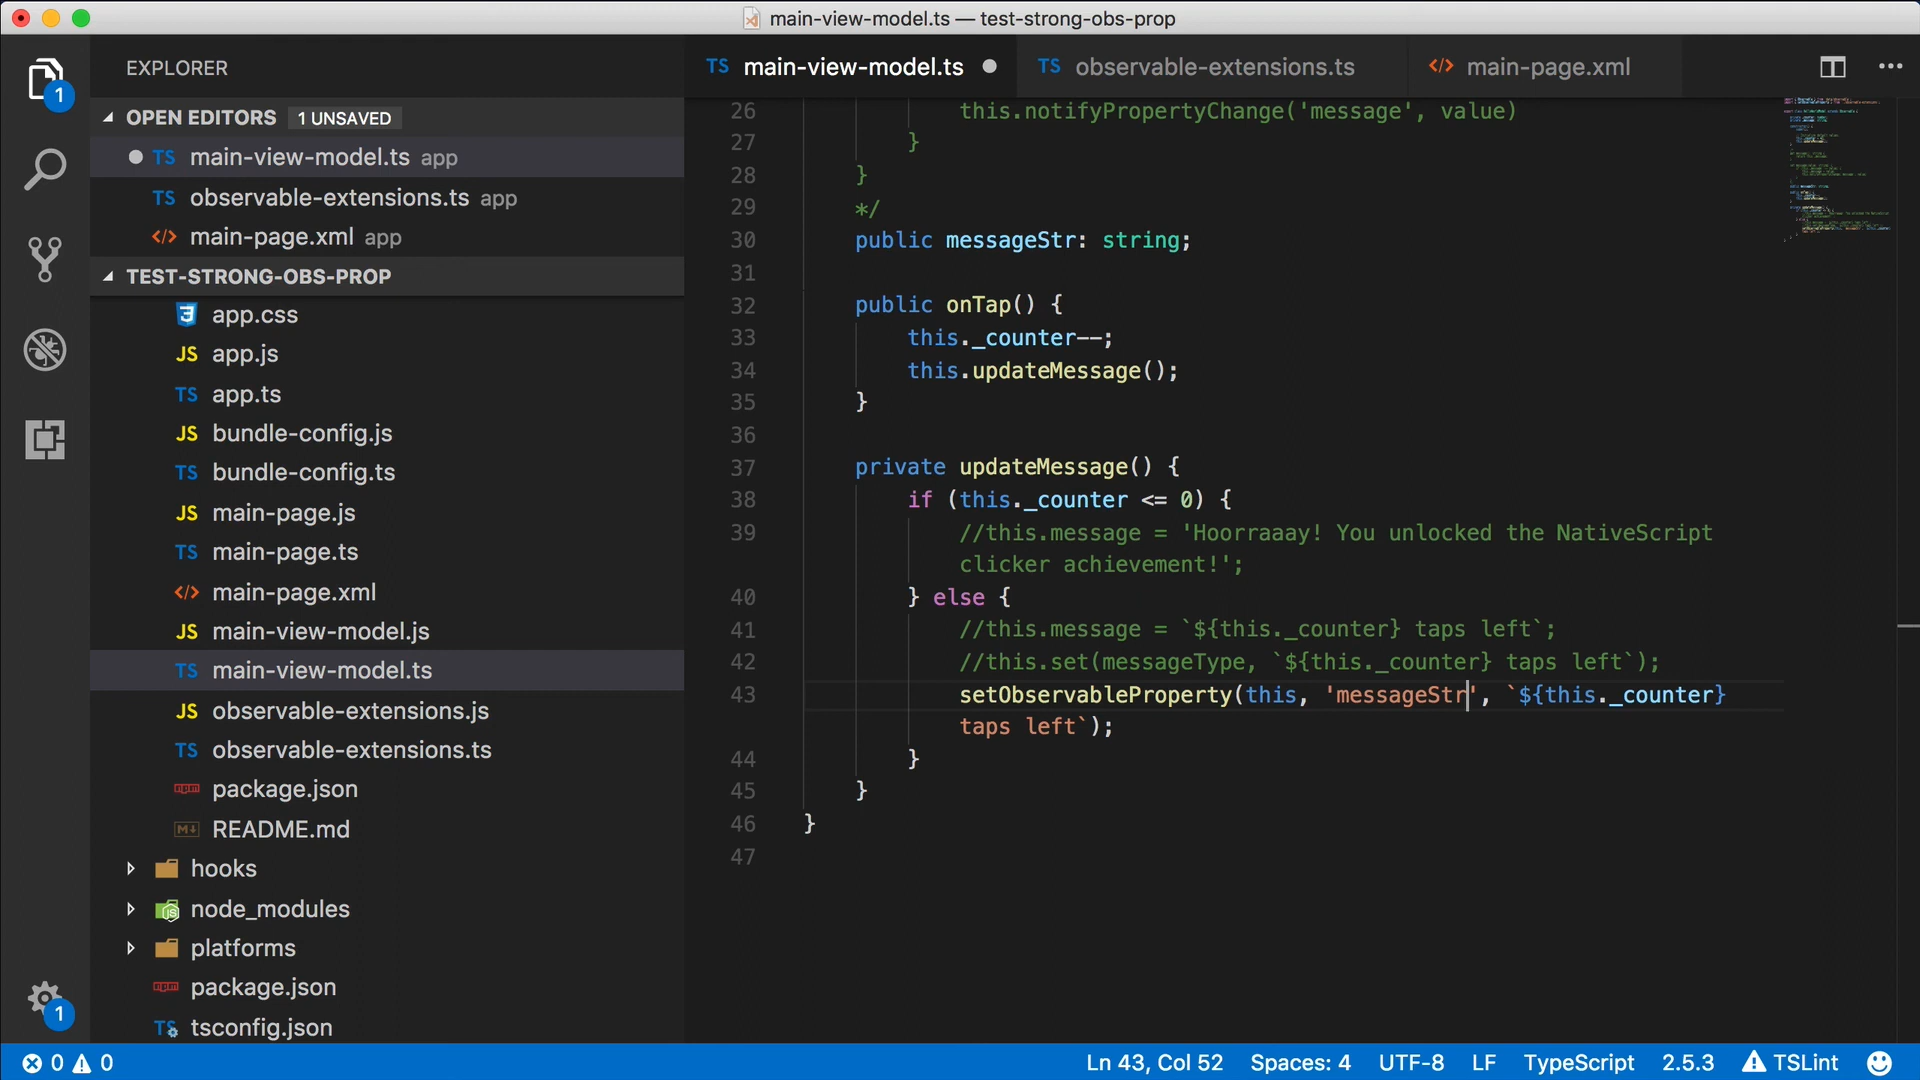 main-view-model.ts — test-strong-obs-prop
EXPLORER
1
OPEN EDITORS 1 UNSAVED
TS main-view-model.ts app
TS observable-extensions.ts app
</> main-page.xml app
TEST-STRONG-OBS-PROP
3 app.css
JS app.js
TS app.ts
JS bundle-config.js
TS bundle-config.ts
JS main-page.js
TS main-page.ts
</> main-page.xml
JS main-view-model.js
TS main-view-model.ts
JS observable-extensions.js
TS observable-extensions.ts
package.json
M README.md
hooks
node_modules
platforms
package.json
TS tsconfig.json
1
TS main-view-model.ts
TS observable-extensions.ts
</> main-page.xml
26 this.notifyPropertyChange('message', value)
27 }
28 }
29 */
30 public messageStr: string;
31
32 public onTap() {
33 this._counter--;
34 this.updateMessage();
35 }
36
37 private updateMessage() {
38 if (this._counter <= 0) {
39 //this.message = 'Hoorraaay! You unlocked the NativeScript
clicker achievement!';
40 } else {
41 //this.message = `${this._counter} taps left`;
42 //this.set(messageType, `${this._counter} taps left`);
43 setObservableProperty(this, 'messageStr', `${this._counter}
taps left`);
44 }
45 }
46 }
47
0 0
Ln 43, Col 52 Spaces: 4 UTF-8 LF TypeScript 2.5.3 TSLint